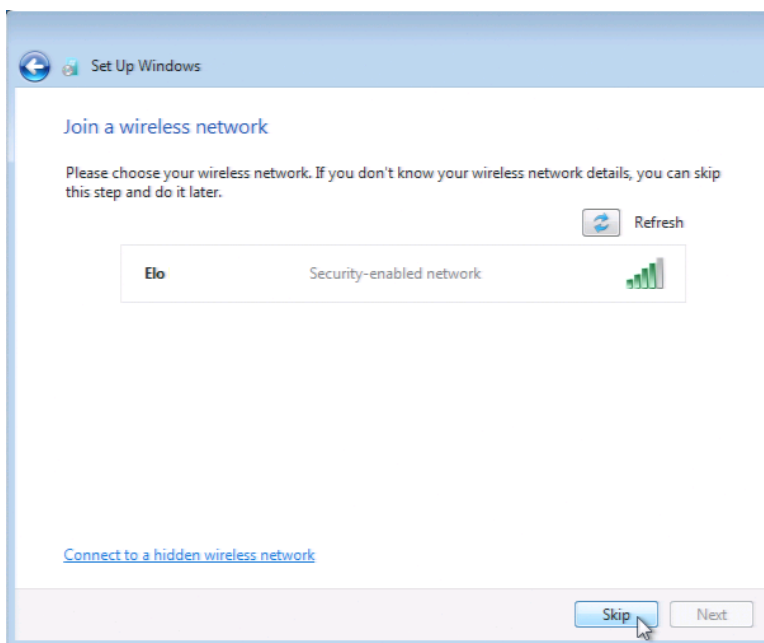 Set Up Windows
Join a wireless network
Please choose your wireless network. If you don't know your wireless network details, you can skip
this step and do it later.
Refresh
Elo Security-enabled network
Connect to a hidden wireless network
Skip Next